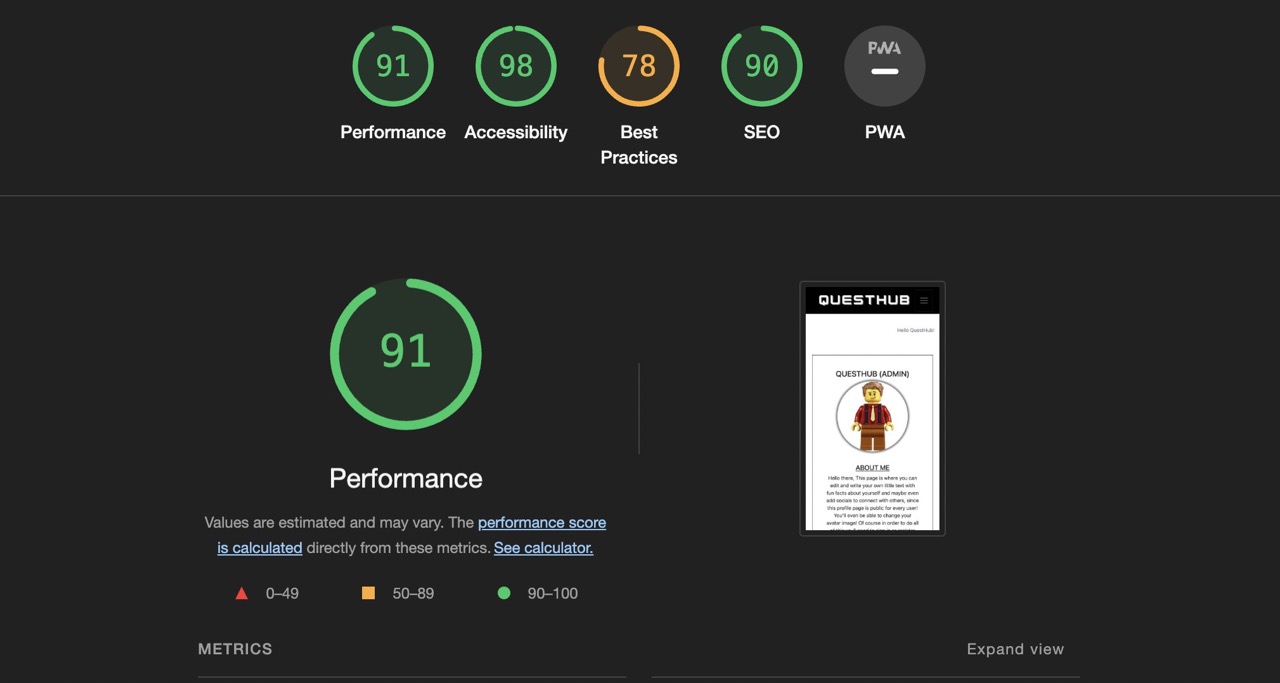 91
98
78
90
PWA
Performance
Accessibility
Best
Practices
SEO
PWA
91
Performance
Values are estimated and may vary. The performance score
is calculated directly from these metrics. See calculator.
0–49
50–89
90–100
QUESTHUB
Hello QuestHub!
QUESTHUB (ADMIN)
ABOUT ME
Hello there, This page is where you can
edit and write your own little text with
fun facts about yourself and maybe even
add socials to connect with others, since
this profile page is public for every user!
You'll even be able to change your
avatar image! Of course in order to do all
METRICS
Expand view